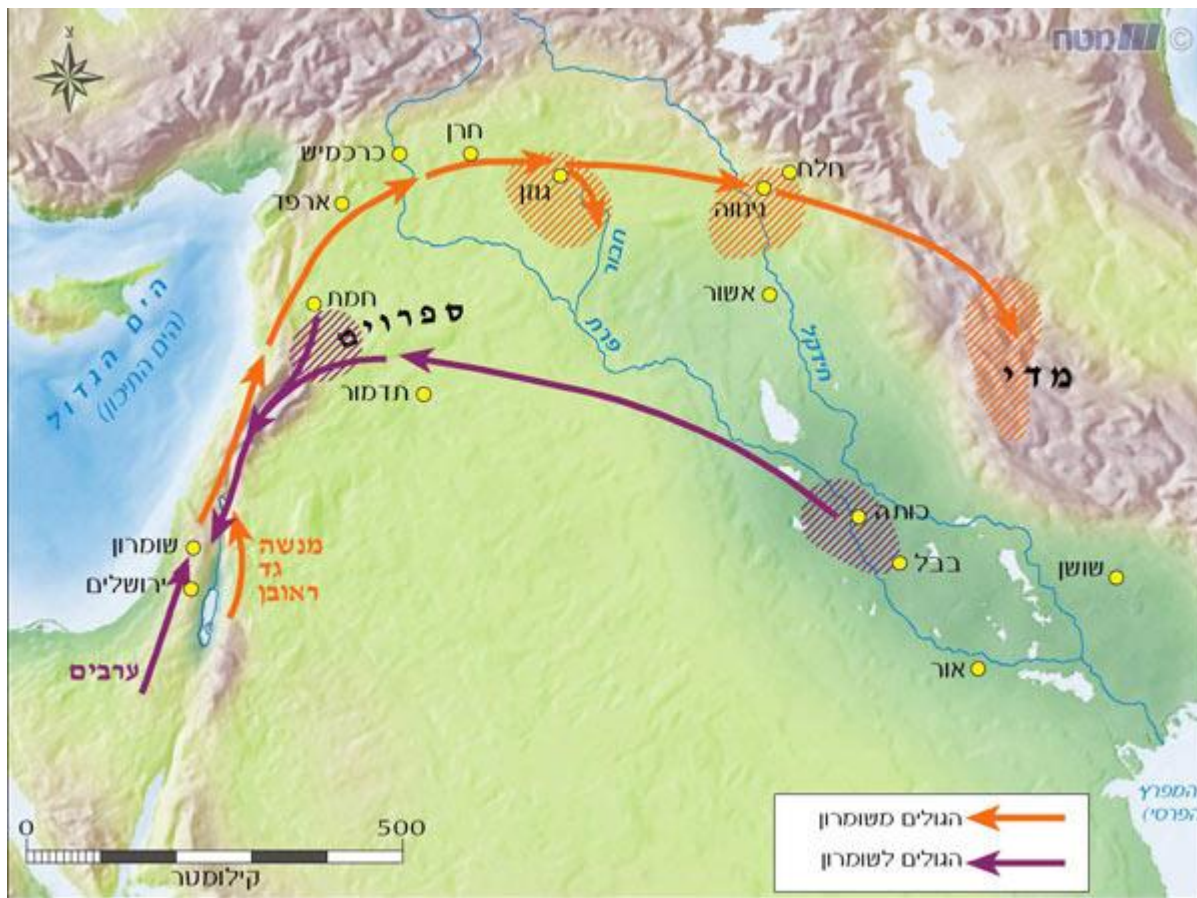 © מטח
צ
חרן
כרכמיש
חלח
גוזן
נינווה
ארפד
חבור
אשור
חמת
ספרוים
פרת
חידקל
הים הגדול
(הים התיכון)
תדמור
מדי
כותה
שומרון
מנשה
גד
ראובן
בבל
שושן
ירושלים
ערבים
אור
המפרץ
הפרסי)
0
500
קילומטר
הגולים משומרון
הגולים לשומרון